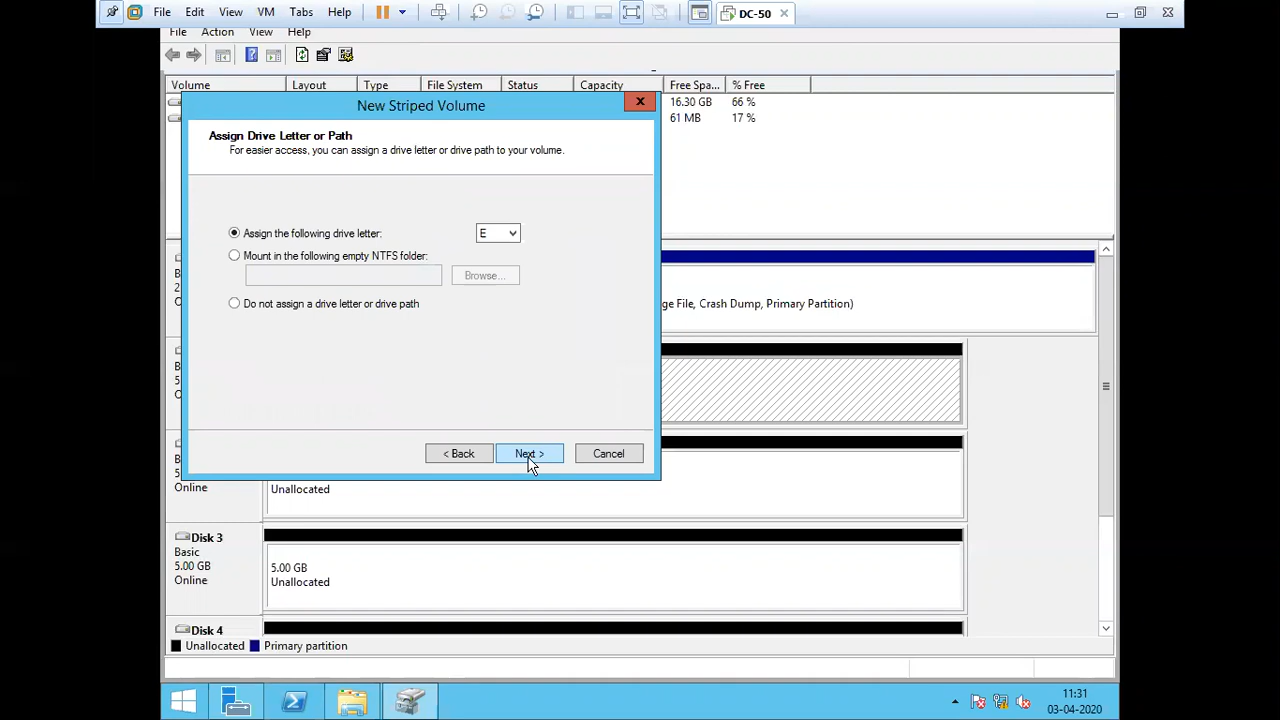 File Edit View VM Tabs Help DC-50
File Action View Help
Volume Layout Type File System Status Capacity Free Spa... % Free
16.30 GB 66 %
61 MB 17 %
New Striped Volume
Assign Drive Letter or Path
For easier access, you can assign a drive letter or drive path to your volume.
Assign the following drive letter: E
Mount in the following empty NTFS folder:
Browse...
Do not assign a drive letter or drive path
< Back Next > Cancel
ge File, Crash Dump, Primary Partition)
B
2
O
B
5
O
B
5
Online
Unallocated
Disk 3
Basic
5.00 GB
Online
5.00 GB
Unallocated
Disk 4
Unallocated Primary partition
11:31
03-04-2020